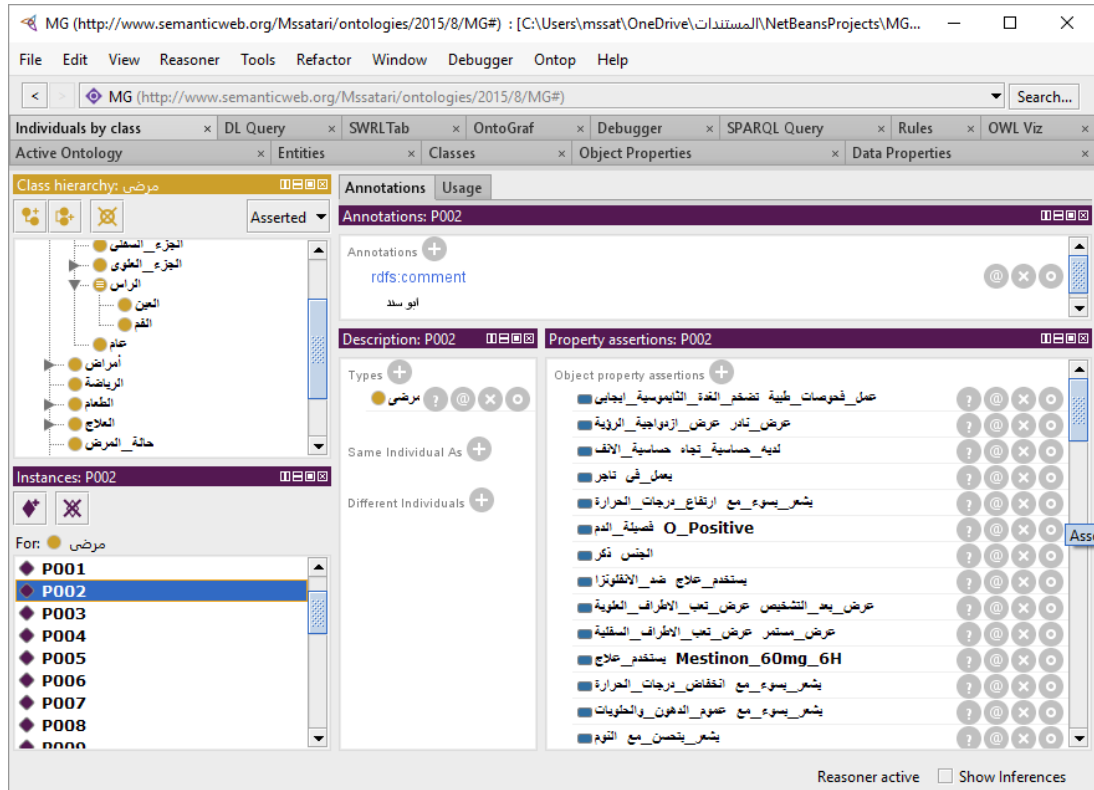 MG (http://www.semanticweb.org/Mssatari/ontologies/2015/8/MG#) : [C:\Users\mssat\OneDrive\المستندات\NetBeansProjects\MG...
File Edit View Reasoner Tools Refactor Window Debugger Ontop Help
< > MG (http://www.semanticweb.org/Mssatari/ontologies/2015/8/MG#) Search...
Individuals by class × DL Query × SWRLTab × OntoGraf × Debugger × SPARQL Query × Rules × OWL Viz ×
Active Ontology × Entities × Classes × Object Properties × Data Properties ×
Class hierarchy: مرضى
Asserted
الجزء_السفلى
الجزء_العلوى
الراس
العين
الفم
عام
أمراض
الرياضة
الطعام
العلاج
حالة_المرض
Instances: P002
For: مرضى
P001
P002
P003
P004
P005
P006
P007
P008
P009
Annotations Usage
Annotations: P002
Annotations
rdfs:comment
ابو سند
Description: P002
Types
مرضى
Same Individual As
Different Individuals
Property assertions: P002
Object property assertions
عمل_فحوصات_طبية تضخم_الغدة_الثايموسية_ايجابى
عرض_نادر عرض_ازدواجية_الرؤية
لديه_حساسية_تجاه حساسية_الانف
يعمل_فى تاجر
يشعر_بسوء_مع ارتفاع_درجات_الحرارة
فصيلة_الدم O_Positive
الجنس ذكر
يستخدم_علاج ضد_الانفلونزا
عرض_بعد_التشخيص عرض_تعب_الاطراف_العلوية
عرض_مستمر عرض_تعب_الاطراف_السفلية
يستخدم_علاج Mestinon_60mg_6H
يشعر_بسوء_مع انخفاض_درجات_الحرارة
يشعر_بسوء_مع عموم_الدهون_والحلويات
يشعر_بتحسن_مع النوم
Asse
Reasoner active Show Inferences